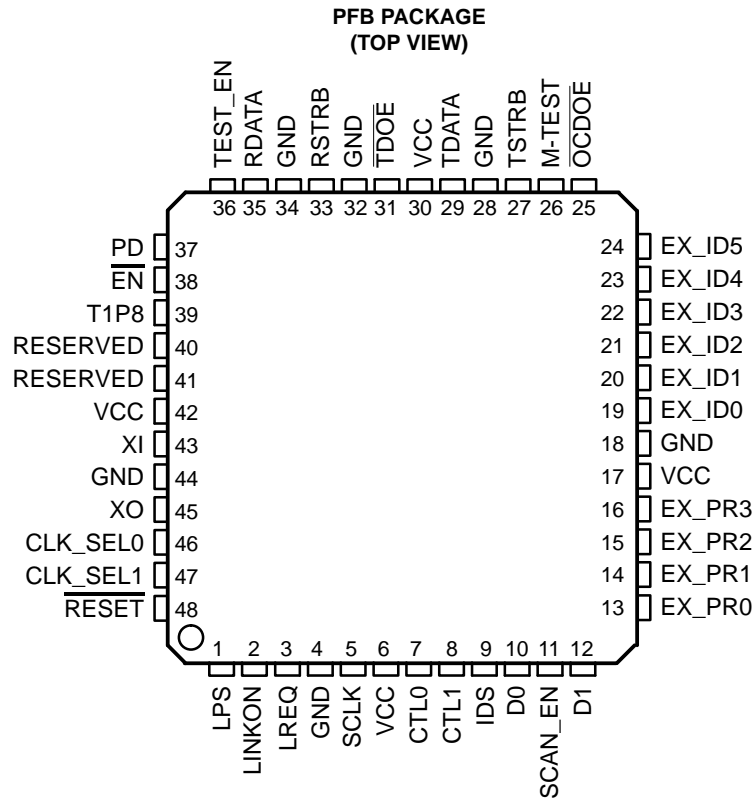 PFB PACKAGE
(TOP VIEW)
TEST_EN
RDATA
GND
RSTRB
GND
T̅D̅O̅E̅
VCC
TDATA
GND
TSTRB
M-TEST
O̅C̅D̅O̅E̅
36 35 34 33 32 31 30 29 28 27 26 25
PD 37
E̅N̅ 38
T1P8 39
RESERVED 40
RESERVED 41
VCC 42
XI 43
GND 44
XO 45
CLK_SEL0 46
CLK_SEL1 47
R̅E̅S̅E̅T̅ 48
24 EX_ID5
23 EX_ID4
22 EX_ID3
21 EX_ID2
20 EX_ID1
19 EX_ID0
18 GND
17 VCC
16 EX_PR3
15 EX_PR2
14 EX_PR1
13 EX_PR0
1 2 3 4 5 6 7 8 9 10 11 12
LPS
LINKON
LREQ
GND
SCLK
VCC
CTL0
CTL1
IDS
D0
SCAN_EN
D1